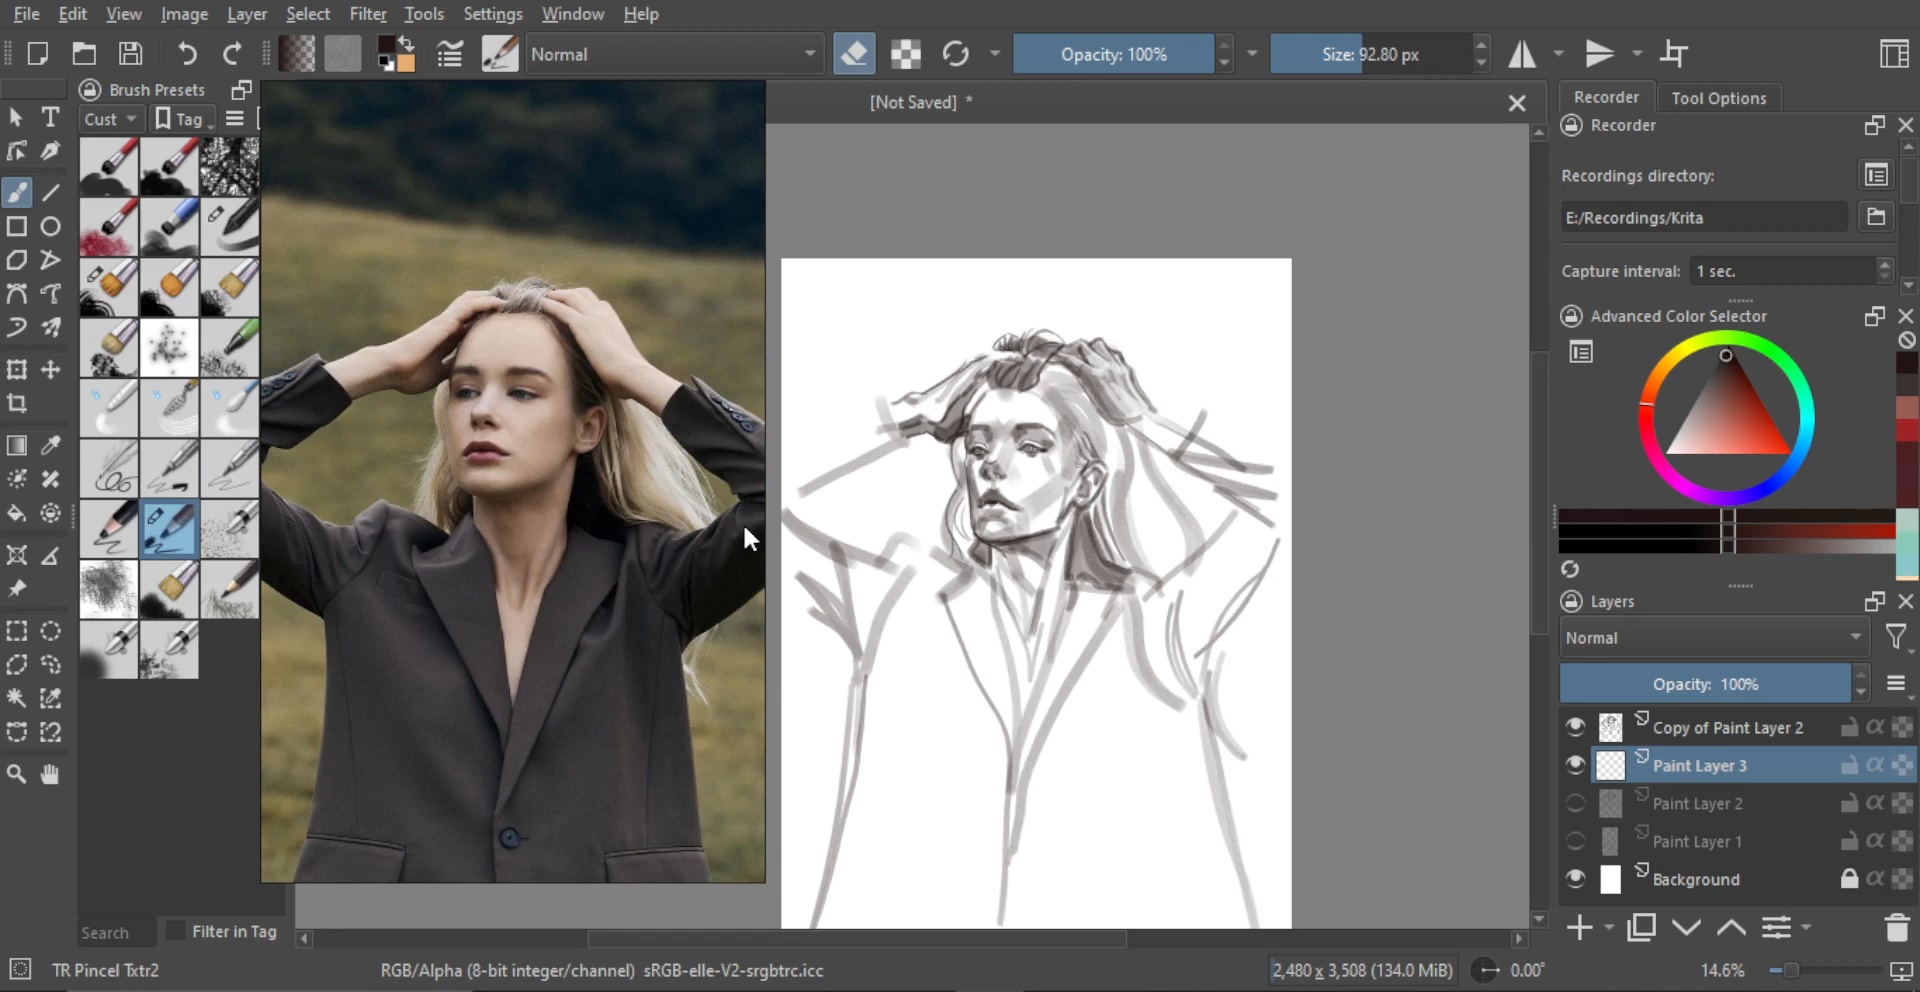 File Edit View Image Layer Select Filter Tools Settings Window Help
Normal Opacity: 100% Size: 92.80 px
Brush Presets
Cust Tag
[Not Saved] *
Recorder Tool Options
Recorder
Recordings directory:
E:/Recordings/Krita
Capture interval: 1 sec.
Advanced Color Selector
Layers
Normal
Opacity: 100%
Copy of Paint Layer 2
Paint Layer 3
Paint Layer 2
Paint Layer 1
Background
Search Filter in Tag
TR Pincel Txtr2 RGB/Alpha (8-bit integer/channel) sRGB-elle-V2-srgbtrc.icc 2,480 x 3,508 (134.0 MiB) 0.00° 14.6%